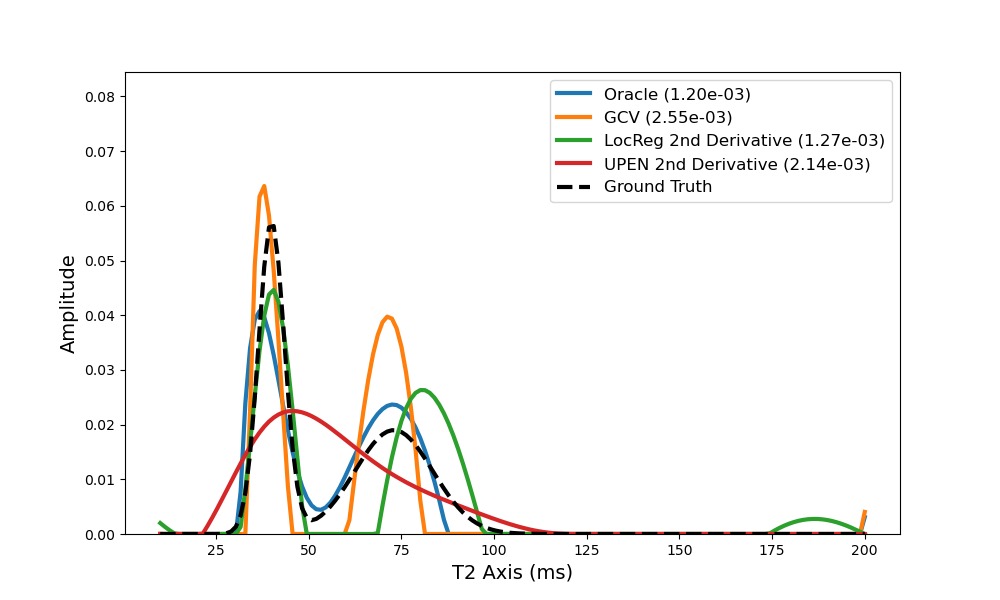 0.08
0.07
0.06
0.05
0.04
0.03
0.02
0.01
0.00
Amplitude
Oracle (1.20e-03)
GCV (2.55e-03)
LocReg 2nd Derivative (1.27e-03)
UPEN 2nd Derivative (2.14e-03)
Ground Truth
25 50 75 100 125 150 175 200
T2 Axis (ms)